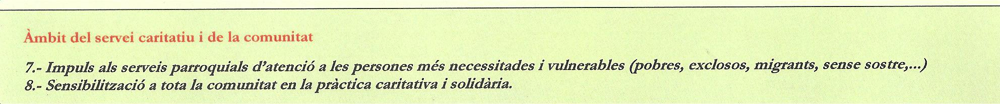 Àmbit del servei caritatiu i de la comunitat
7.- Impuls als serveis parroquials d’atenció a les persones més necessitades i vulnerables (pobres, exclosos, migrants, sense sostre,...)
8.- Sensibilització a tota la comunitat en la pràctica caritativa i solidària.